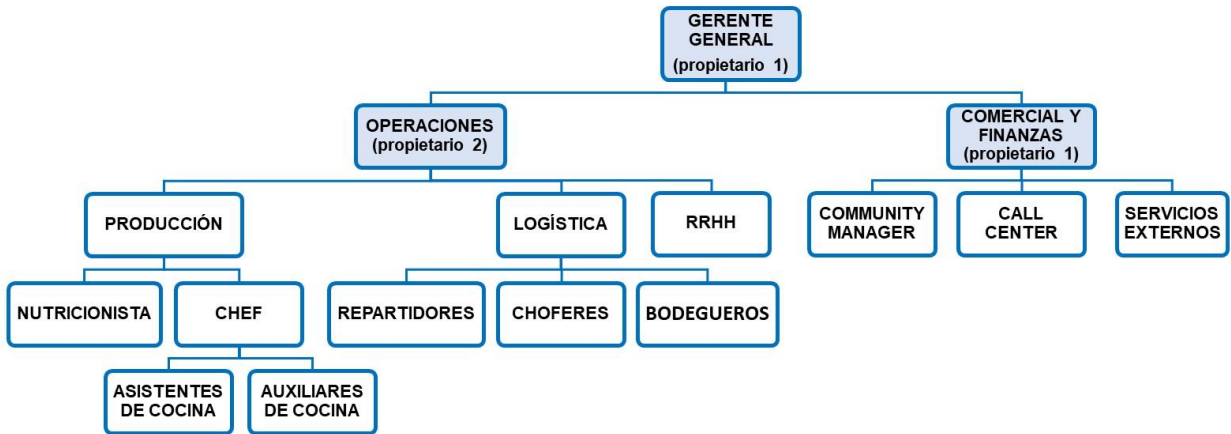 GERENTE
GENERAL
(propietario 1)
OPERACIONES
(propietario 2)
COMERCIAL Y
FINANZAS
(propietario 1)
PRODUCCIÓN
LOGÍSTICA
RRHH
COMMUNITY
MANAGER
CALL
CENTER
SERVICIOS
EXTERNOS
NUTRICIONISTA
CHEF
REPARTIDORES
CHOFERES
BODEGUEROS
ASISTENTES
DE COCINA
AUXILIARES
DE COCINA